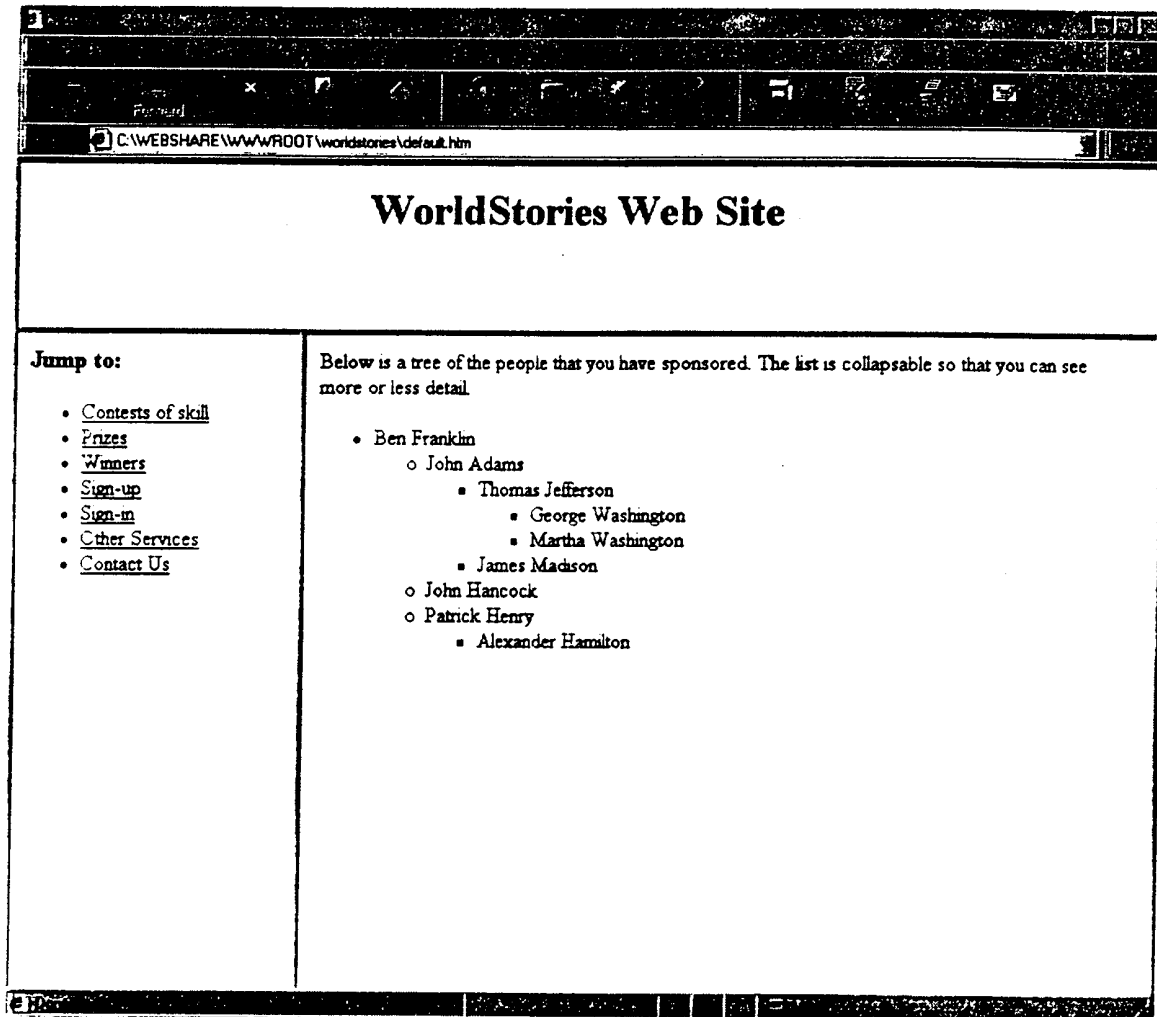 Forward
C:\WEBSHARE\WWWROOT\worldstories\default.htm
WorldStories Web Site
Jump to:
Contests of skill
Prizes
Winners
Sign-up
Sign-in
Other Services
Contact Us
Below is a tree of the people that you have sponsored. The list is collapsable so that you can see
more or less detail.
Ben Franklin
John Adams
Thomas Jefferson
George Washington
Martha Washington
James Madison
John Hancock
Patrick Henry
Alexander Hamilton